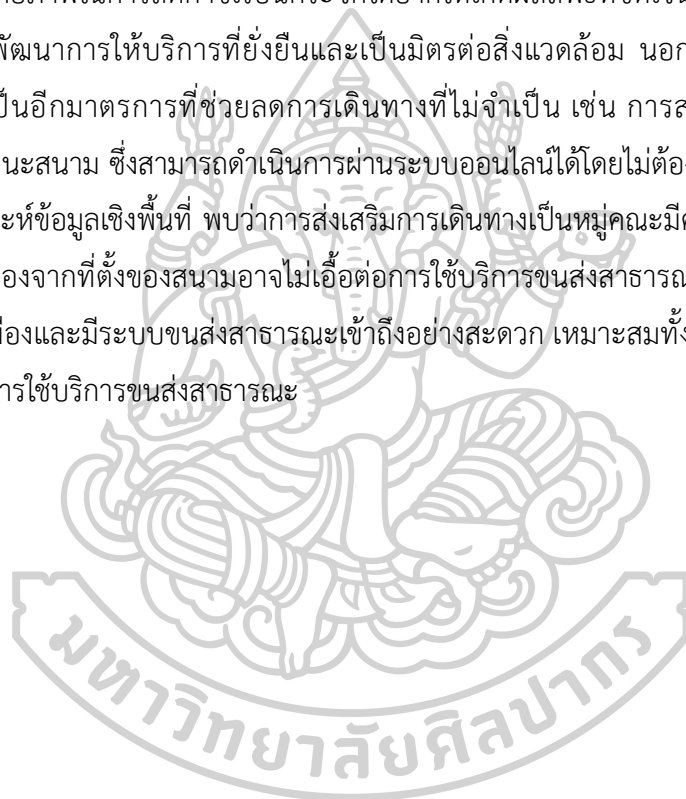 พัฒนาการให้บริการที่ยั่งยืนและเป็นมิตรต่อสิ่งแวดล้อม นอก
ป็นอีกมาตรการที่ช่วยลดการเดินทางที่ไม่จำเป็น เช่น การส
นะสนาม ซึ่งสามารถดำเนินการผ่านระบบออนไลน์ได้โดยไม่ต้อง
ะห์ข้อมูลเชิงพื้นที่ พบว่าการส่งเสริมการเดินทางเป็นหมู่คณะมี
องจากที่ตั้งของสนามอาจไม่เอื้อต่อการใช้บริการขนส่งสาธารณ
มืองและมีระบบขนส่งสาธารณะเข้าถึงอย่างสะดวก เหมาะสมทั้ง
การใช้บริการขนส่งสาธารณะ
มหาวิทยาลัยศิลปากร